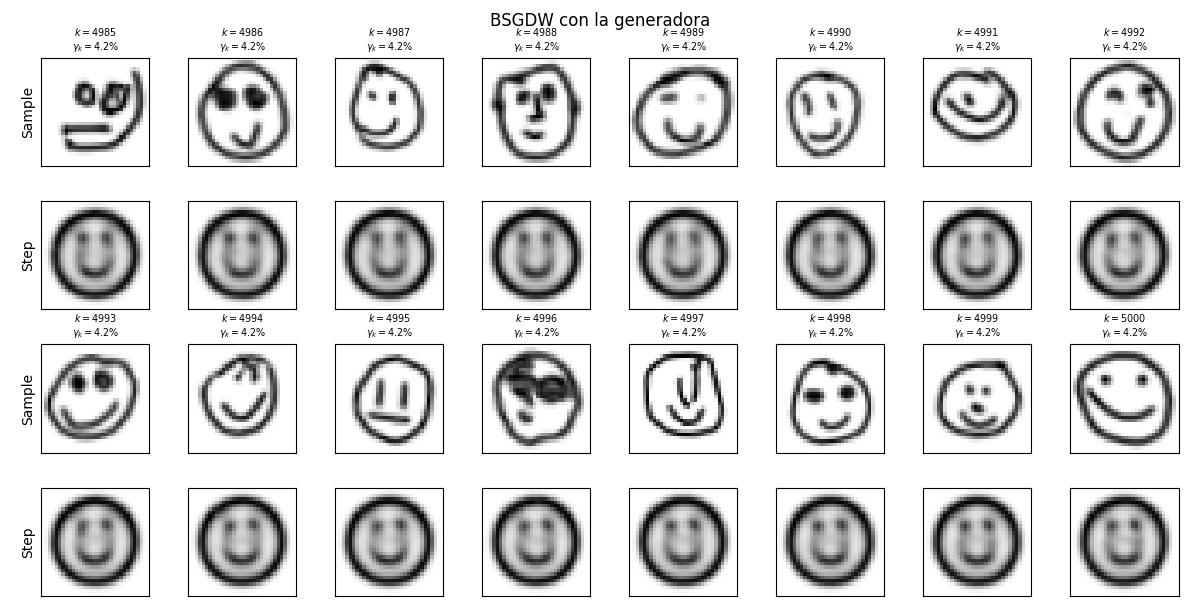 BSGDW con la generadora
k = 4985 k = 4986 k = 4987 k = 4988 k = 4989 k = 4990 k = 4991 k = 4992
γₖ = 4.2% γₖ = 4.2% γₖ = 4.2% γₖ = 4.2% γₖ = 4.2% γₖ = 4.2% γₖ = 4.2% γₖ = 4.2%
Sample
Step
k = 4993 k = 4994 k = 4995 k = 4996 k = 4997 k = 4998 k = 4999 k = 5000
γₖ = 4.2% γₖ = 4.2% γₖ = 4.2% γₖ = 4.2% γₖ = 4.2% γₖ = 4.2% γₖ = 4.2% γₖ = 4.2%
Sample
Step